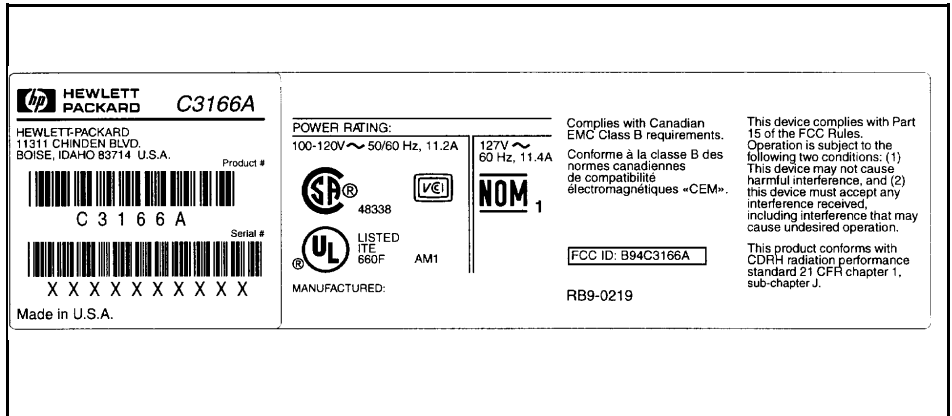 hp HEWLETT
PACKARD
C3166A
HEWLETT-PACKARD
11311 CHINDEN BLVD.
BOISE, IDAHO 83714 U.S.A.
Product #
C 3 1 6 6 A
Serial #
X X X X X X X X X X
Made in U.S.A.
POWER RATING:
100-120V ~ 50/60 Hz, 11.2A
SA ®
48338
VCI
UL
®
LISTED
ITE
660F
AM1
MANUFACTURED:
127V ~
60 Hz, 11.4A
NOM 1
Complies with Canadian
EMC Class B requirements.
Conforme à la classe B des
normes canadiennes
de compatibilité
électromagnétiques «CEM».
FCC ID: B94C3166A
RB9-0219
This device complies with Part
15 of the FCC Rules.
Operation is subject to the
following two conditions: (1)
This device may not cause
harmful interference, and (2)
this device must accept any
interference received,
including interference that may
cause undesired operation.
This product conforms with
CDRH radiation performance
standard 21 CFR chapter 1,
sub-chapter J.